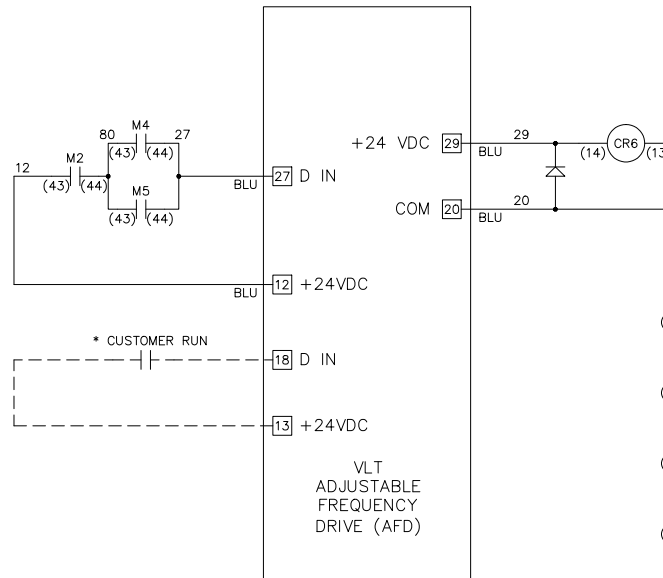 80 M4 27
(43) (44)
12 M2
(43) (44)
M5
(43) (44)
BLU 27 D IN
BLU 12 +24VDC
* CUSTOMER RUN
18 D IN
13 +24VDC
VLT
ADJUSTABLE
FREQUENCY
DRIVE (AFD)
+24 VDC 29 BLU 29
(14) CR6 (13
COM 20 BLU 20
(
(
(
(